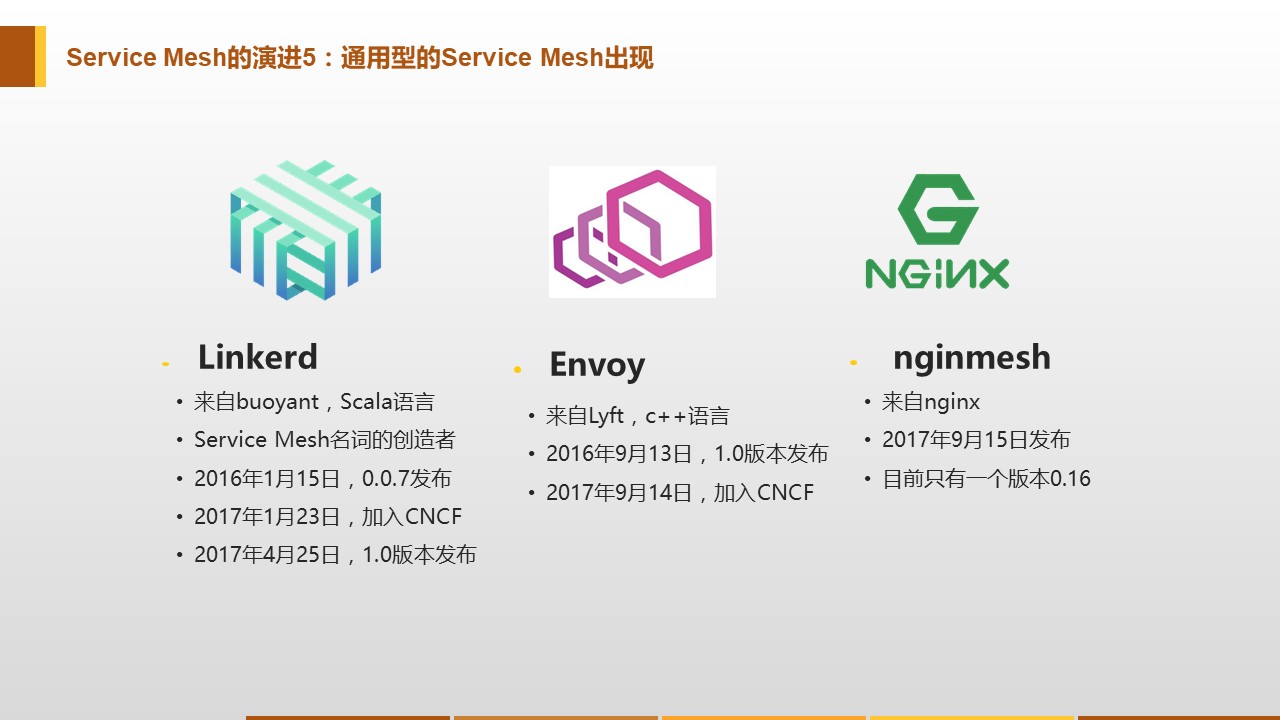 Service Mesh的演进5：通用型的Service Mesh出现
NGINX
Linkerd
• 来自buoyant，Scala语言
• Service Mesh名词的创造者
• 2016年1月15日，0.0.7发布
• 2017年1月23日，加入CNCF
• 2017年4月25日，1.0版本发布
Envoy
• 来自Lyft，c++语言
• 2016年9月13日，1.0版本发布
• 2017年9月14日，加入CNCF
nginmesh
• 来自nginx
• 2017年9月15日发布
• 目前只有一个版本0.16